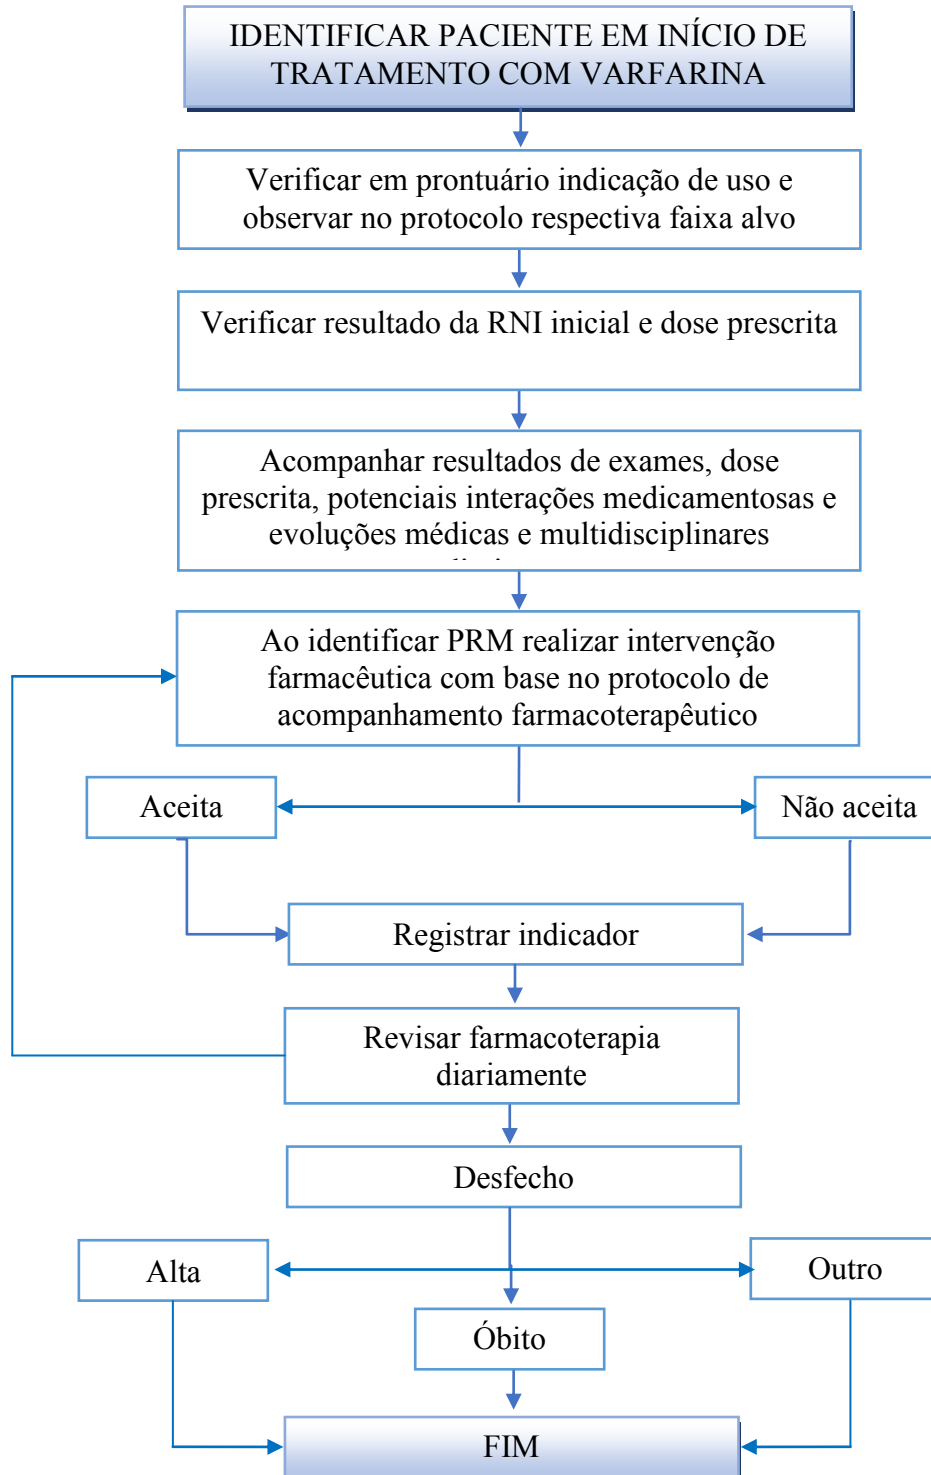 IDENTIFICAR PACIENTE EM INÍCIO DE
TRATAMENTO COM VARFARINA
Verificar em prontuário indicação de uso e
observar no protocolo respectiva faixa alvo
Verificar resultado da RNI inicial e dose prescrita
Acompanhar resultados de exames, dose
prescrita, potenciais interações medicamentosas e
evoluções médicas e multidisciplinares
Ao identificar PRM realizar intervenção
farmacêutica com base no protocolo de
acompanhamento farmacoterapêutico
Aceita
Não aceita
Registrar indicador
Revisar farmacoterapia
diariamente
Desfecho
Alta
Outro
Óbito
FIM